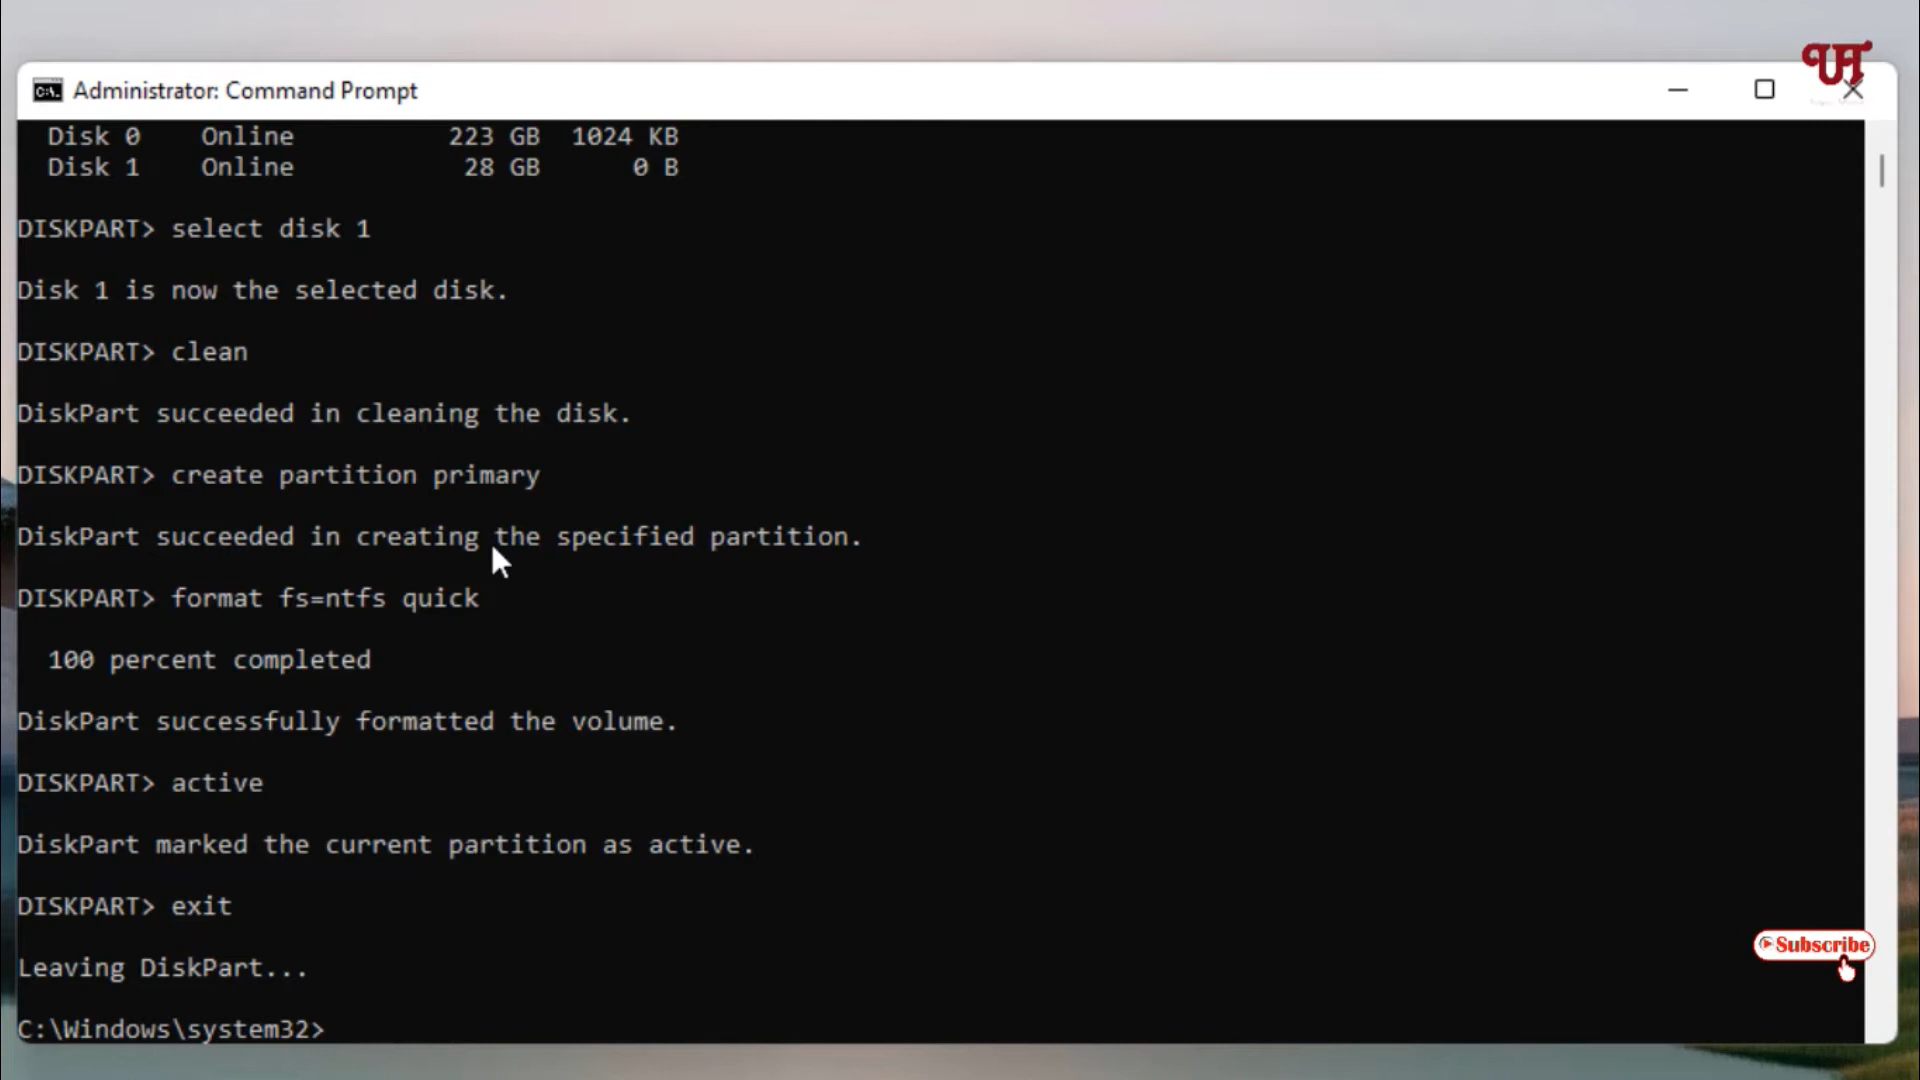 Administrator: Command Prompt
Disk 0 Online 223 GB 1024 KB
Disk 1 Online 28 GB 0 B
DISKPART> select disk 1
Disk 1 is now the selected disk.
DISKPART> clean
DiskPart succeeded in cleaning the disk.
DISKPART> create partition primary
DiskPart succeeded in creating the specified partition.
DISKPART> format fs=ntfs quick
100 percent completed
DiskPart successfully formatted the volume.
DISKPART> active
DiskPart marked the current partition as active.
DISKPART> exit
Leaving DiskPart...
Subscribe
C:\Windows\system32>